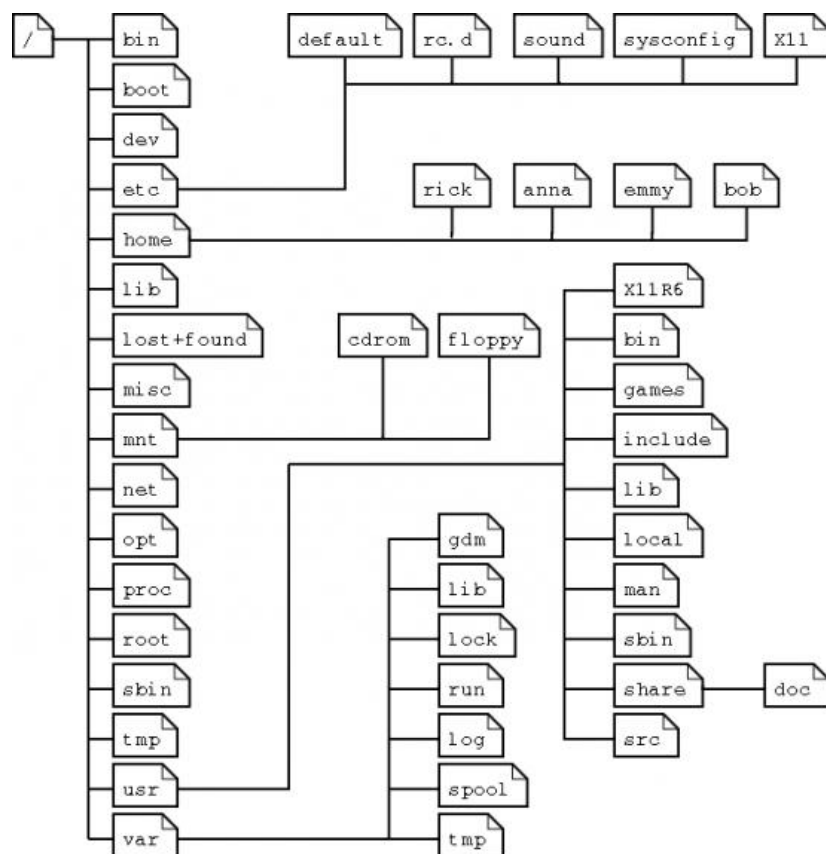 / bin default rc.d sound sysconfig X11
boot
dev
etc rick anna emmy bob
home
lib X11R6
lost+found cdrom floppy bin
misc games
mnt include
net lib
opt gdm local
proc lib man
root lock sbin
sbin run share doc
tmp log src
usr spool
var tmp